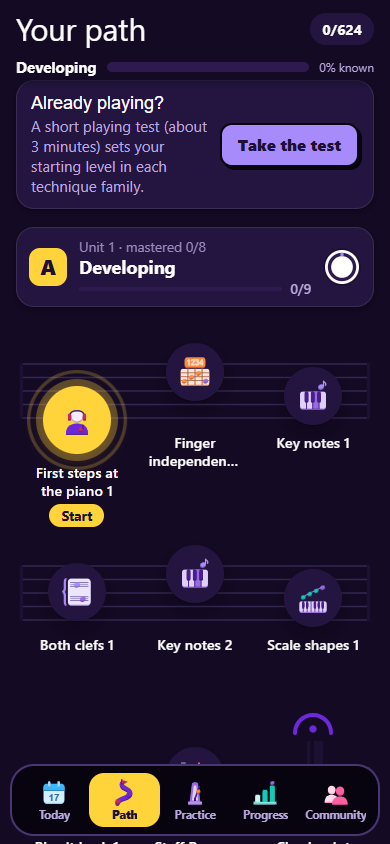 Your path
0/624
Developing
0% known
Already playing?
A short playing test (about
3 minutes) sets your
starting level in each
technique family.
Take the test
A
Unit 1 · mastered 0/8
Developing
0/9
1234
Finger
independen...
Key notes 1
First steps at
the piano 1
Start
Both clefs 1
Key notes 2
Scale shapes 1
17
Today
Path
Practice
Progress
Community